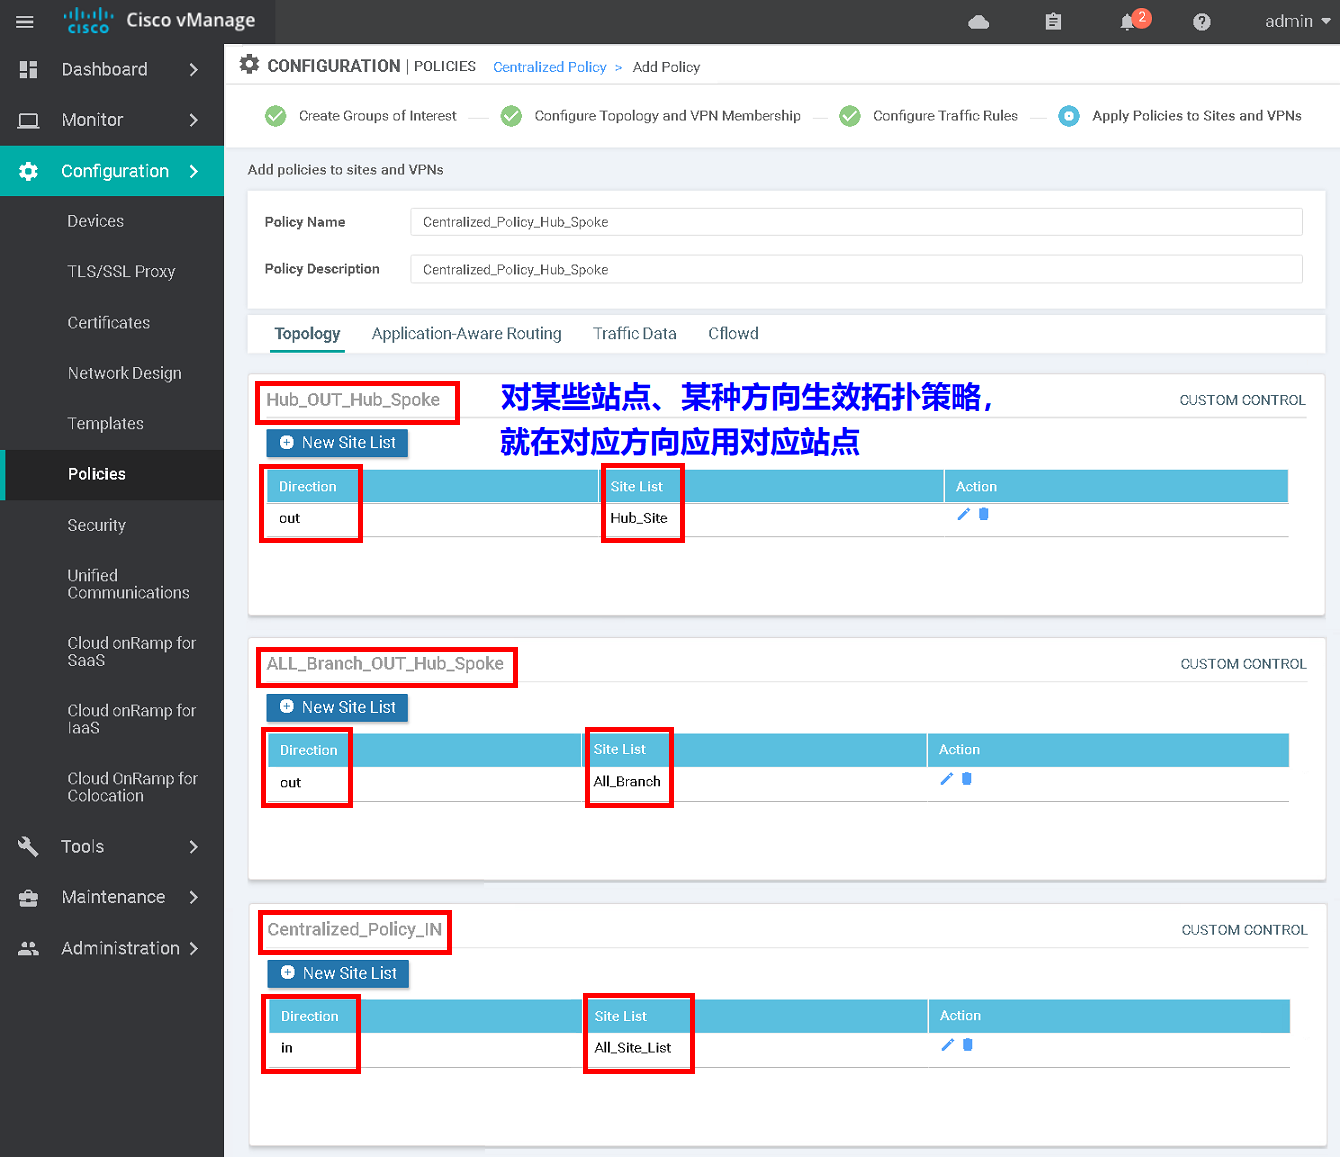 CISCO Cisco vManage
2
admin
Dashboard
Monitor
Configuration
Devices
TLS/SSL Proxy
Certificates
Network Design
Templates
Policies
Security
Unified
Communications
Cloud onRamp for
SaaS
Cloud onRamp for
IaaS
Cloud OnRamp for
Colocation
Tools
Maintenance
Administration
CONFIGURATION | POLICIES Centralized Policy > Add Policy
Create Groups of Interest Configure Topology and VPN Membership Configure Traffic Rules Apply Policies to Sites and VPNs
Add policies to sites and VPNs
Policy Name Centralized_Policy_Hub_Spoke
Policy Description Centralized_Policy_Hub_Spoke
Topology Application-Aware Routing Traffic Data Cflowd
Hub_OUT_Hub_Spoke CUSTOM CONTROL
对某些站点、某种方向生效拓扑策略,
就在对应方向应用对应站点
New Site List
Direction Site List Action
out Hub_Site
ALL_Branch_OUT_Hub_Spoke CUSTOM CONTROL
New Site List
Direction Site List Action
out All_Branch
Centralized_Policy_IN CUSTOM CONTROL
New Site List
Direction Site List Action
in All_Site_List